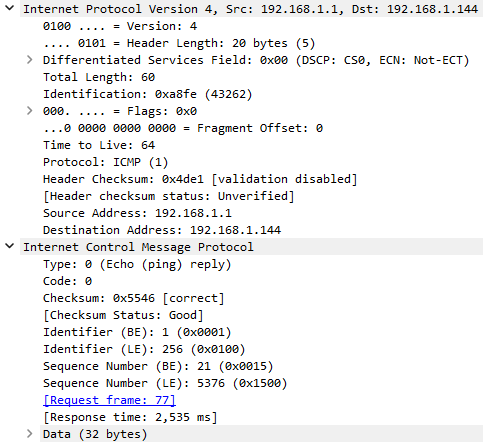 Internet Protocol Version 4, Src: 192.168.1.1, Dst: 192.168.1.144
0100 .... = Version: 4
.... 0101 = Header Length: 20 bytes (5)
Differentiated Services Field: 0x00 (DSCP: CS0, ECN: Not-ECT)
Total Length: 60
Identification: 0xa8fe (43262)
000. .... = Flags: 0x0
...0 0000 0000 0000 = Fragment Offset: 0
Time to Live: 64
Protocol: ICMP (1)
Header Checksum: 0x4de1 [validation disabled]
[Header checksum status: Unverified]
Source Address: 192.168.1.1
Destination Address: 192.168.1.144
Internet Control Message Protocol
Type: 0 (Echo (ping) reply)
Code: 0
Checksum: 0x5546 [correct]
[Checksum Status: Good]
Identifier (BE): 1 (0x0001)
Identifier (LE): 256 (0x0100)
Sequence Number (BE): 21 (0x0015)
Sequence Number (LE): 5376 (0x1500)
[Request frame: 77]
[Response time: 2,535 ms]
Data (32 bytes)